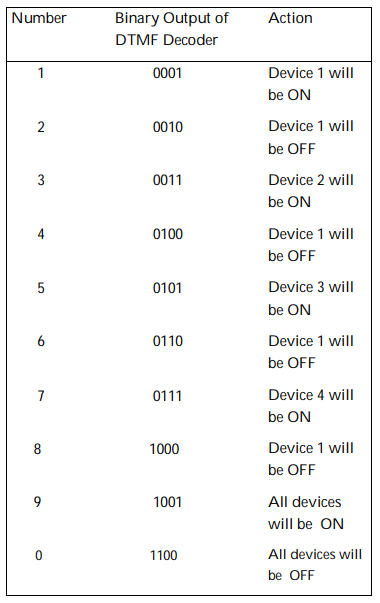 Number Binary Output of Action
DTMF Decoder
1 0001 Device 1 will
be ON
2 0010 Device 1 will
be OFF
3 0011 Device 2 will
be ON
4 0100 Device 1 will
be OFF
5 0101 Device 3 will
be ON
6 0110 Device 1 will
be OFF
7 0111 Device 4 will
be ON
8 1000 Device 1 will
be OFF
9 1001 All devices
will be ON
0 1100 All devices will
be OFF